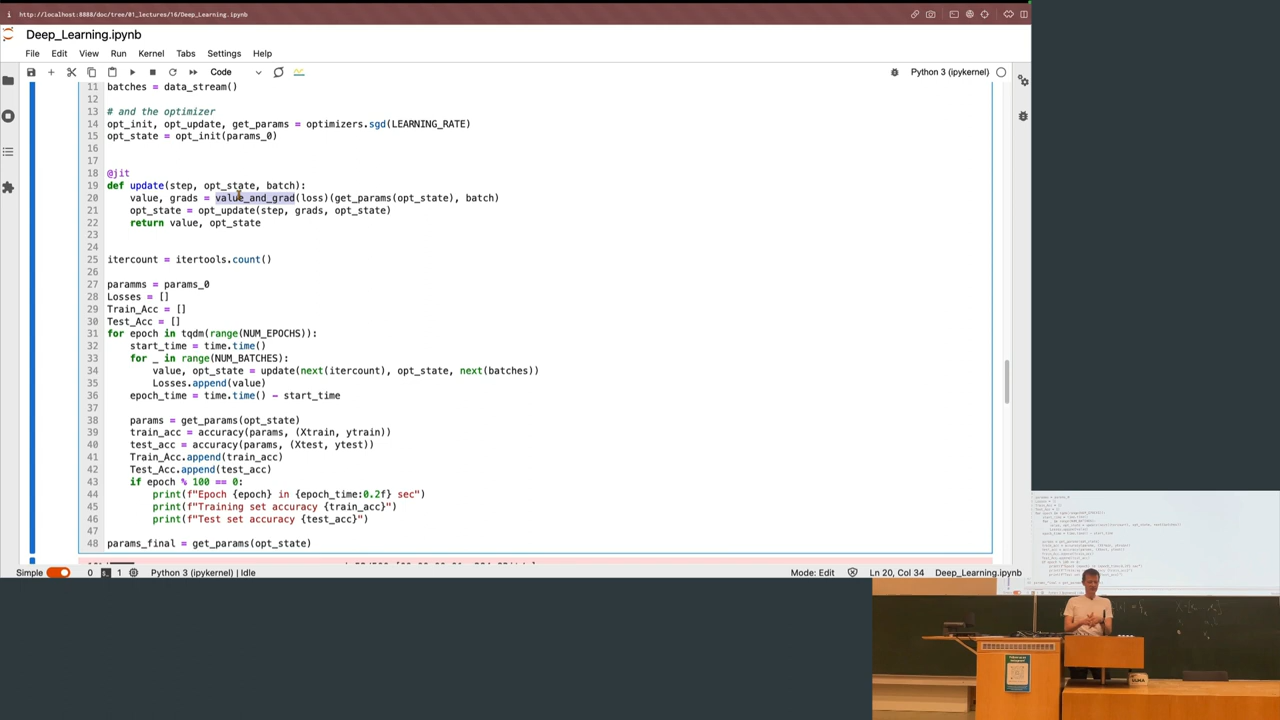 http://localhost:8888/doc/tree/01_lectures/16/Deep_Learning.ipynb
Deep_Learning.ipynb
File Edit View Run Kernel Tabs Settings Help
Code
Python 3 (ipykernel)
11 batches = data_stream()
12
13 # and the optimizer
14 opt_init, opt_update, get_params = optimizers.sgd(LEARNING_RATE)
15 opt_state = opt_init(params_0)
16
17
18 @jit
19 def update(step, opt_state, batch):
20 value, grads = value_and_grad(loss)(get_params(opt_state), batch)
21 opt_state = opt_update(step, grads, opt_state)
22 return value, opt_state
23
24
25 itercount = itertools.count()
26
27 paramms = params_0
28 Losses = []
29 Train_Acc = []
30 Test_Acc = []
31 for epoch in tqdm(range(NUM_EPOCHS)):
32 start_time = time.time()
33 for _ in range(NUM_BATCHES):
34 value, opt_state = update(next(itercount), opt_state, next(batches))
35 Losses.append(value)
36 epoch_time = time.time() - start_time
37
38 params = get_params(opt_state)
39 train_acc = accuracy(params, (Xtrain, ytrain))
40 test_acc = accuracy(params, (Xtest, ytest))
41 Train_Acc.append(train_acc)
42 Test_Acc.append(test_acc)
43 if epoch % 100 == 0:
44 print(f"Epoch {epoch} in {epoch_time:0.2f} sec")
45 print(f"Training set accuracy {train_acc}")
46 print(f"Test set accuracy {test_acc}")
47
48 params_final = get_params(opt_state)
Simple 0 1 Python 3 (ipykernel) | Idle Mode: Edit Ln 20, Col 34 Deep_Learning.ipynb